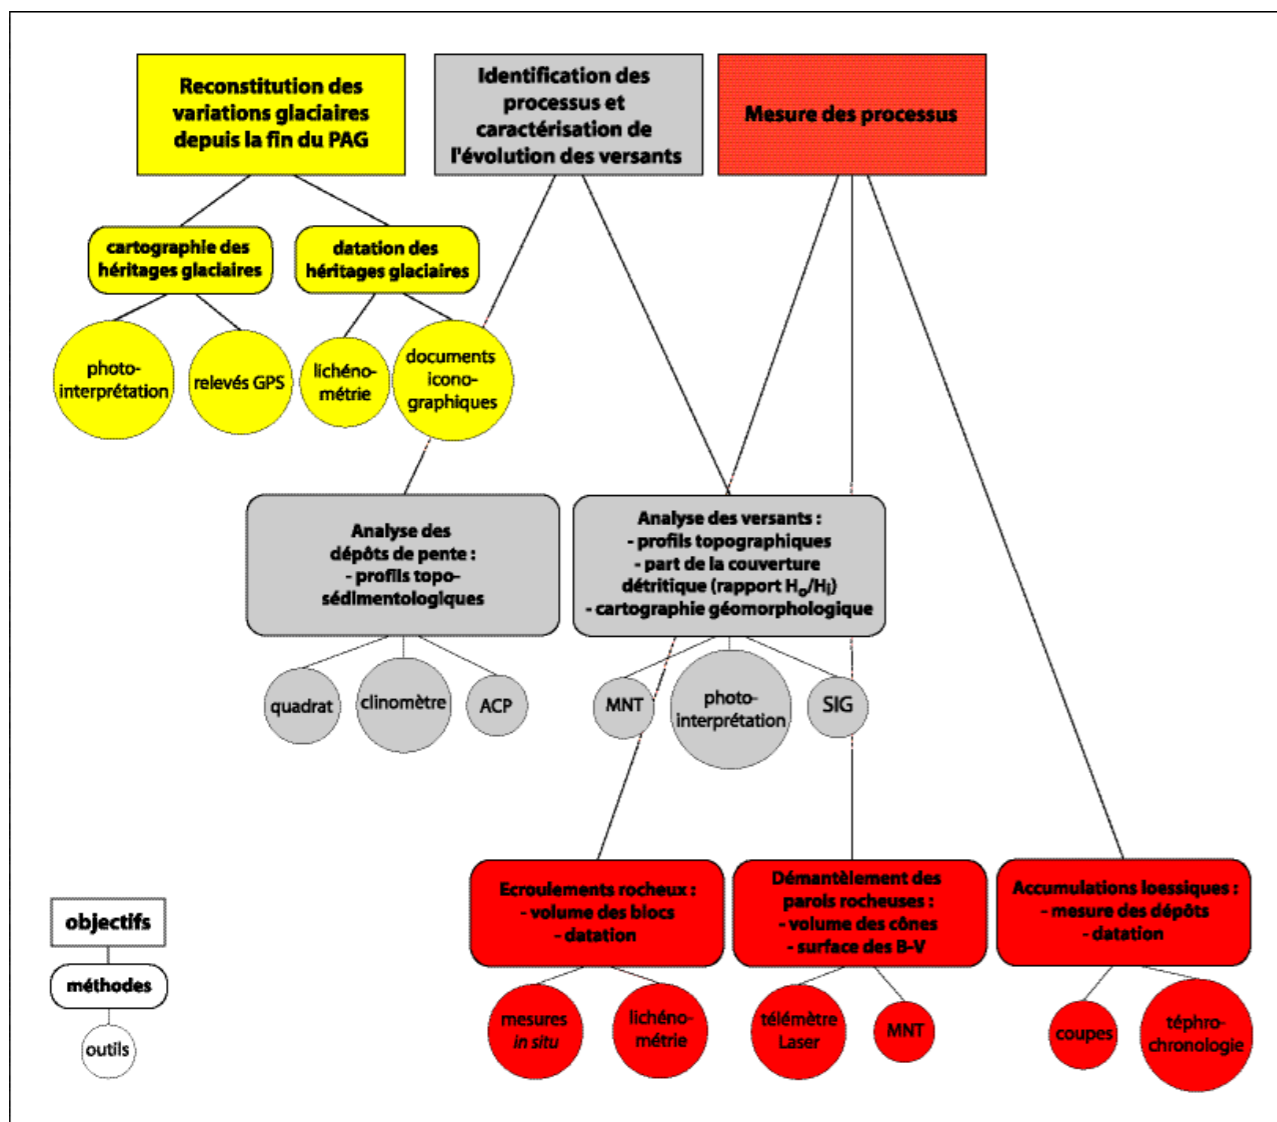 Reconstitution des
variations glaciaires
depuis la fin du PAG
Identification des
processus et
caractérisation de
l'évolution des versants
Mesure des processus
cartographie des
héritages glaciaires
datation des
héritages glaciaires
photo-
interprétation
relevés GPS
lichéno-
métrie
documents
icono-
graphiques
Analyse des
dépôts de pente :
- profils topo-
sédimentologiques
Analyse des versants :
- profils topographiques
- part de la couverture
détritique (rapport Ho/Hi)
- cartographie géomorphologique
quadrat
clinomètre
ACP
MNT
photo-
interprétation
SIG
Ecroulements rocheux :
- volume des blocs
- datation
Démantèlement des
parois rocheuses :
- volume des cônes
- surface des B-V
Accumulations loessiques :
- mesure des dépôts
- datation
mesures
in situ
lichéno-
métrie
télémètre
Laser
MNT
coupes
téphro-
chronologie
objectifs
méthodes
outils